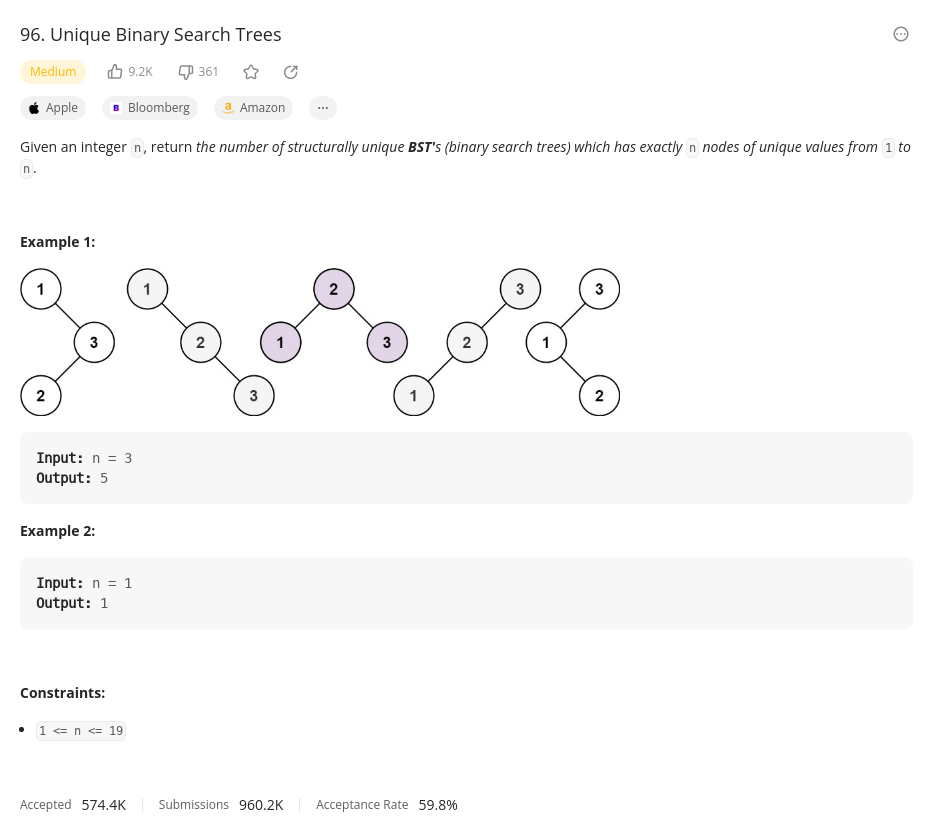 96. Unique Binary Search Trees
Medium 9.2K 361
Apple B Bloomberg a Amazon ...
Given an integer n, return the number of structurally unique BST's (binary search trees) which has exactly n nodes of unique values from 1 to
n.
Example 1:
1 1 2 3 3
3 2 1 3 2 1
2 3 1 2
Input: n = 3
Output: 5
Example 2:
Input: n = 1
Output: 1
Constraints:
• 1 <= n <= 19
Accepted 574.4K Submissions 960.2K Acceptance Rate 59.8%